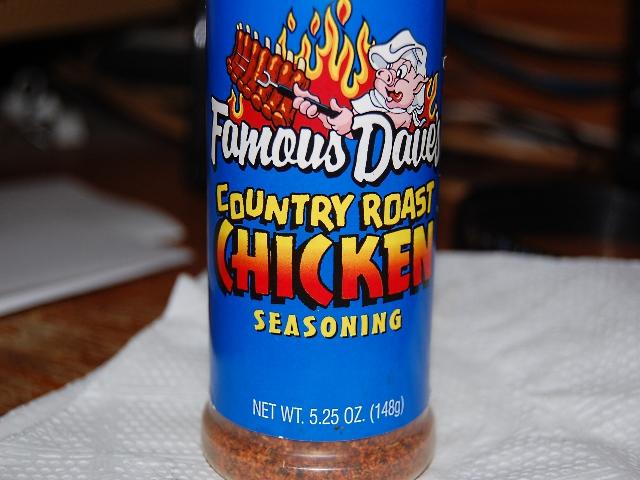 Famous Dave's
COUNTRY ROAST
CHICKEN
SEASONING
NET WT. 5.25 OZ. (148g)